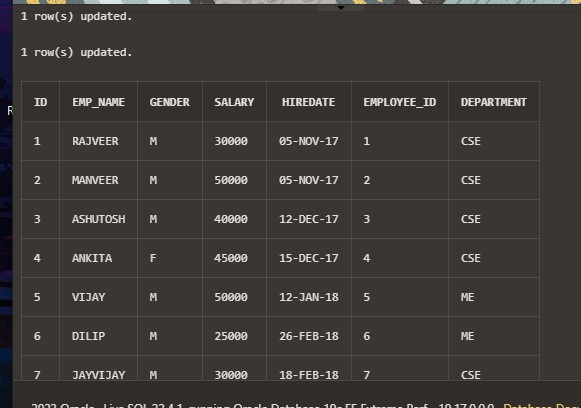 1 row(s) updated.
1 row(s) updated.
ID EMP_NAME GENDER SALARY HIREDATE EMPLOYEE_ID DEPARTMENT
1 RAJVEER M 30000 05-NOV-17 1 CSE
2 MANVEER M 50000 05-NOV-17 2 CSE
3 ASHUTOSH M 40000 12-DEC-17 3 CSE
4 ANKITA F 45000 15-DEC-17 4 CSE
5 VIJAY M 50000 12-JAN-18 5 ME
6 DILIP M 25000 26-FEB-18 6 ME
7 JAYVIJAY M 30000 18-FEB-18 7 CSE
2022 Oracle Live SQL 22.4.1, running Oracle Database 19c EE Extreme Perf 19.17.0.0.0 Database